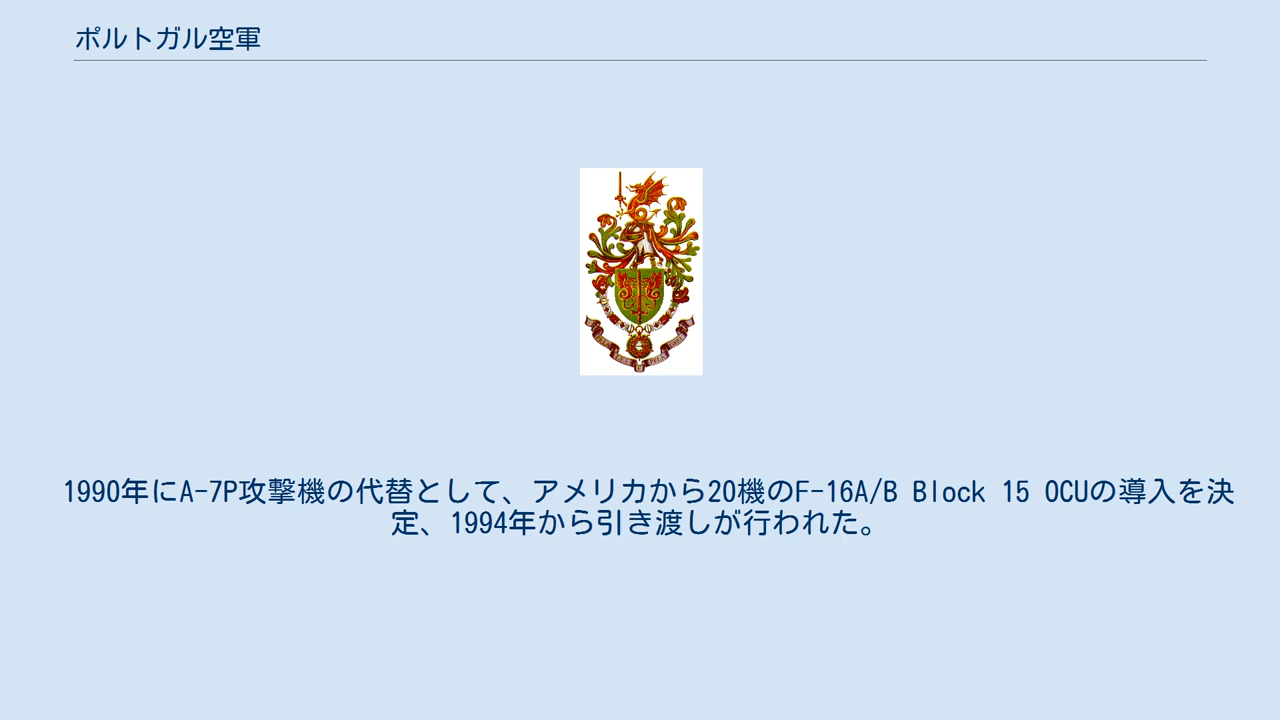 ポルトガル空軍
1990年にA-7P攻撃機の代替として、アメリカから20機のF-16A/B Block 15 OCUの導入を決
定、1994年から引き渡しが行われた。